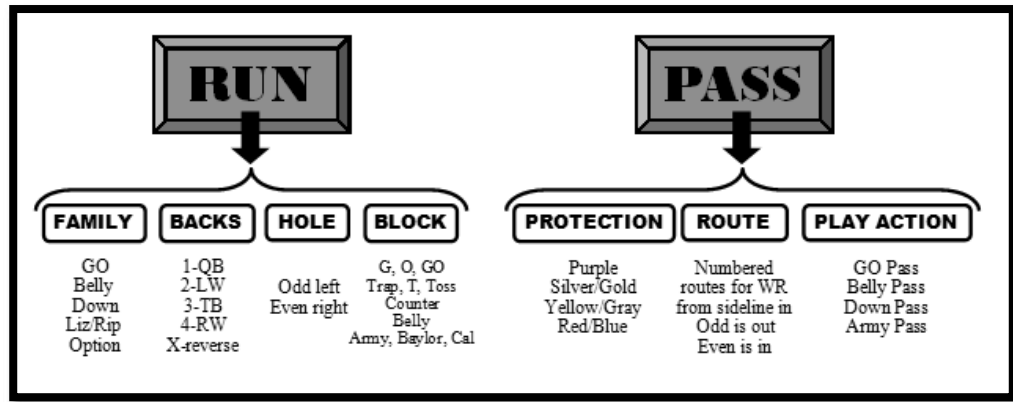 RUN
FAMILY
GO
Belly
Down
Liz/Rip
Option
BACKS
1-QB
2-LW
3-TB
4-RW
X-reverse
HOLE
Odd left
Even right
BLOCK
G, O, GO
Trap, T, Toss
Counter
Belly
Army, Baylor, Cal
PASS
PROTECTION
Purple
Silver/Gold
Yellow/Gray
Red/Blue
ROUTE
Numbered
routes for WR
from sideline in
Odd is out
Even is in
PLAY ACTION
GO Pass
Belly Pass
Down Pass
Army Pass